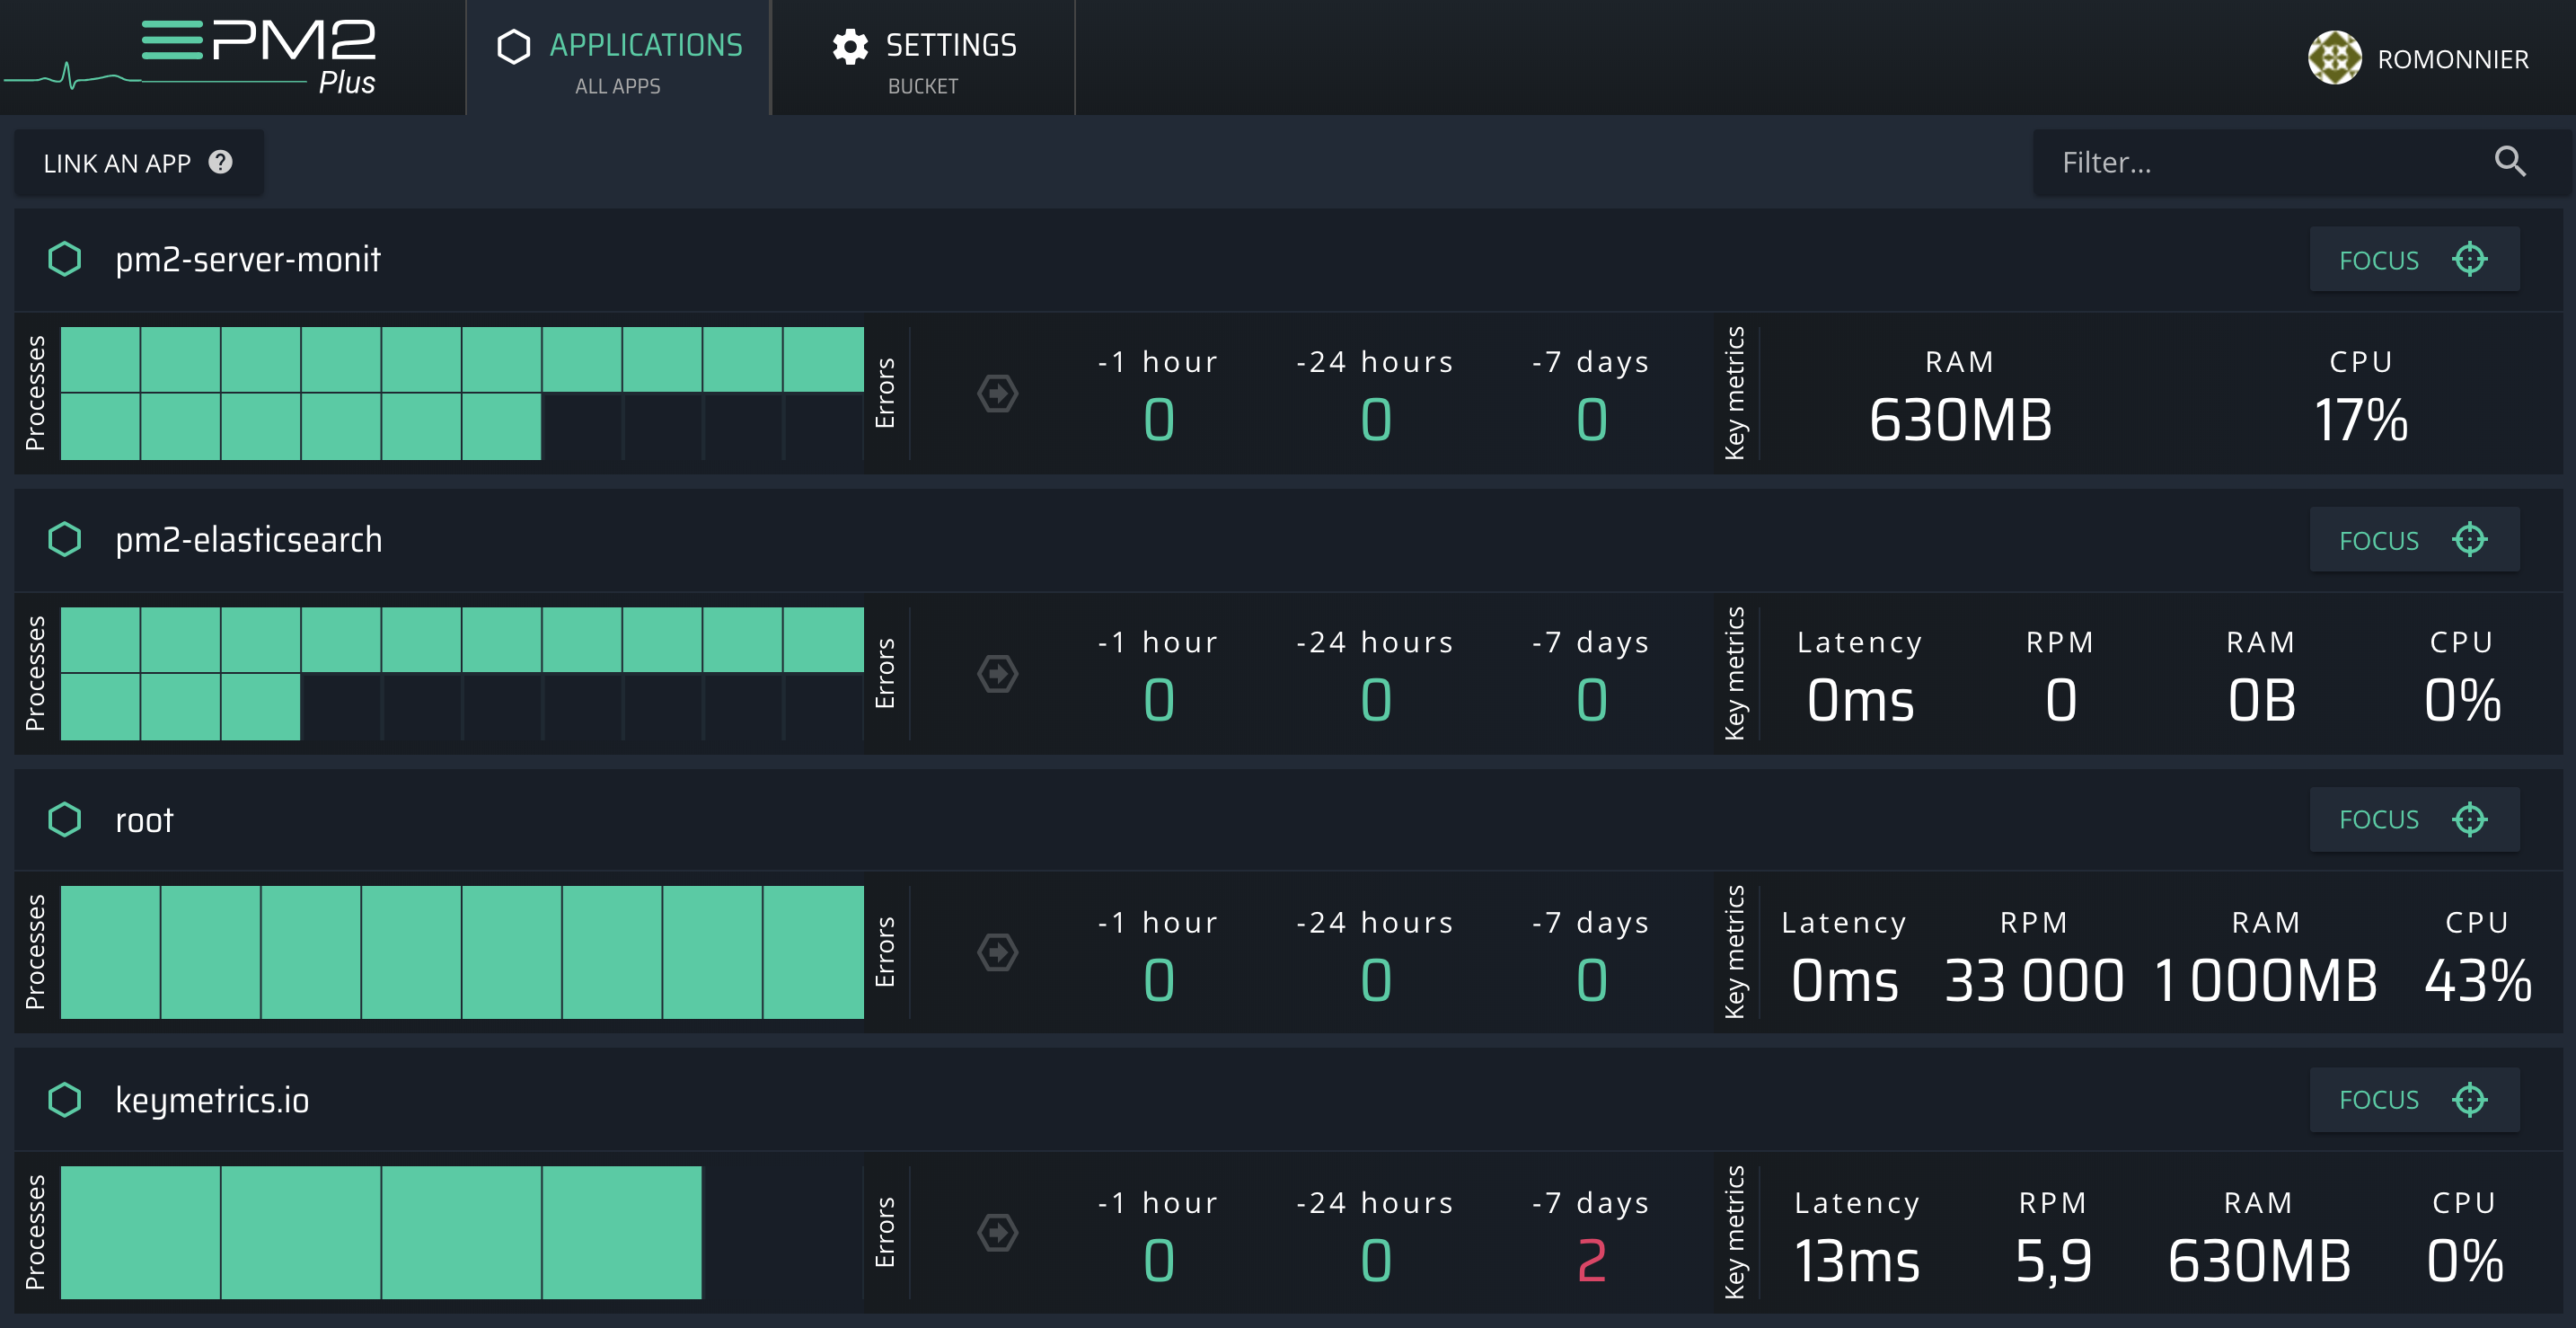 PM2
Plus
APPLICATIONS
ALL APPS
SETTINGS
BUCKET
ROMONNIER
LINK AN APP ?
Filter...
pm2-server-monit
FOCUS
Processes
Errors
-1 hour -24 hours -7 days
0 0 0
Key metrics
RAM CPU
630MB 17%
pm2-elasticsearch
FOCUS
Processes
Errors
-1 hour -24 hours -7 days
0 0 0
Key metrics
Latency RPM RAM CPU
0ms 0 0B 0%
root
FOCUS
Processes
Errors
-1 hour -24 hours -7 days
0 0 0
Key metrics
Latency RPM RAM CPU
0ms 33 000 1 000MB 43%
keymetrics.io
FOCUS
Processes
Errors
-1 hour -24 hours -7 days
0 0 2
Key metrics
Latency RPM RAM CPU
13ms 5,9 630MB 0%